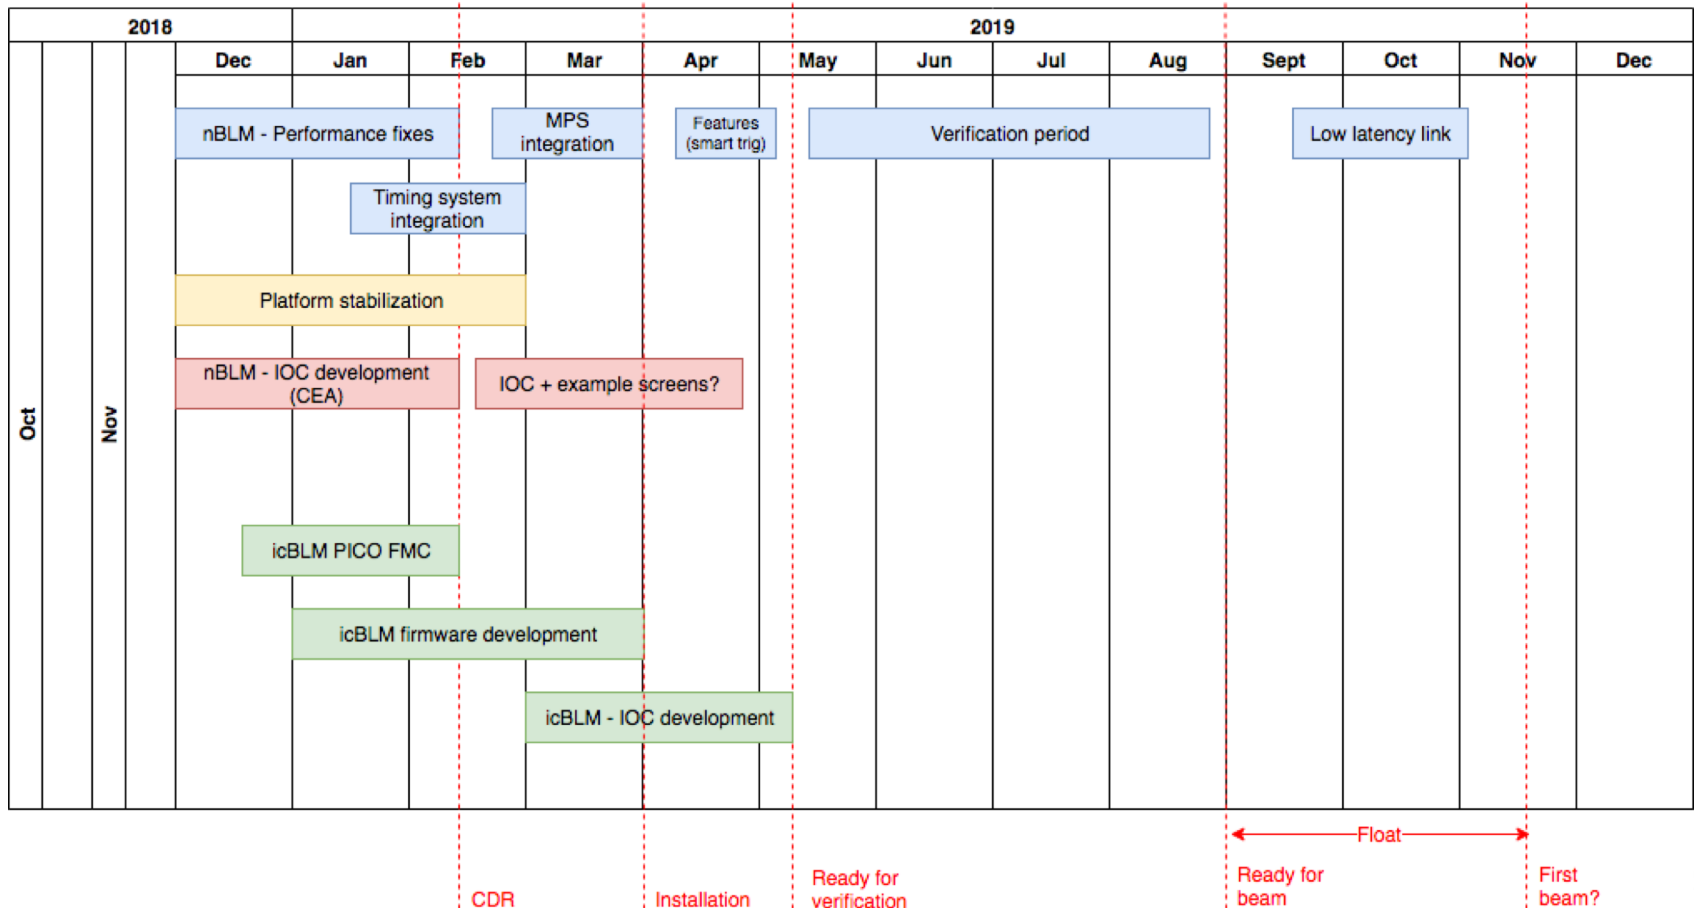 2018
2019
Oct
Nov
Dec
Jan
Feb
Mar
Apr
May
Jun
Jul
Aug
Sept
Oct
Nov
Dec
nBLM - Performance fixes
MPS
integration
Features
(smart trig)
Verification period
Low latency link
Timing system
integration
Platform stabilization
nBLM - IOC development
(CEA)
IOC + example screens?
icBLM PICO FMC
icBLM firmware development
icBLM - IOC development
Float
CDR
Installation
Ready for
verification
Ready for
beam
First
beam?